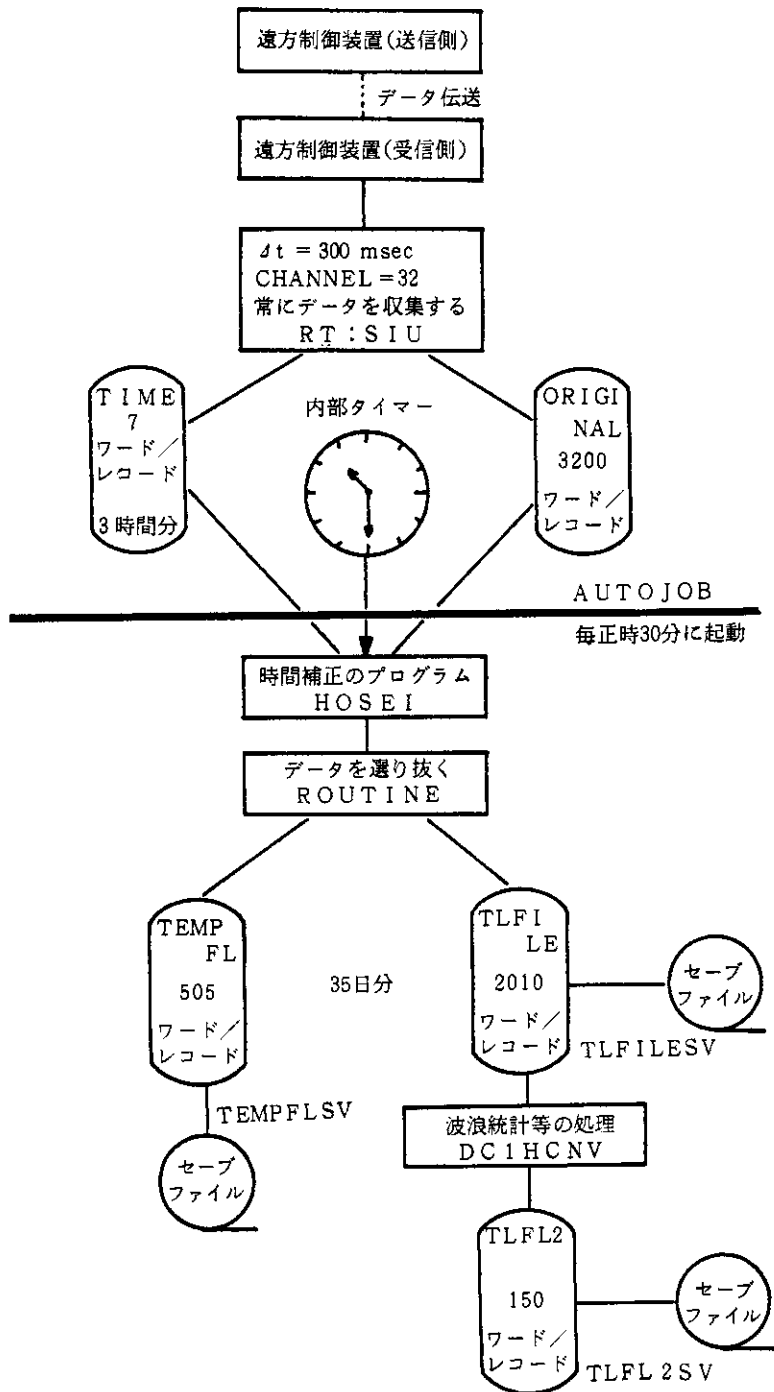 遠方制御装置(送信側)
データ伝送
遠方制御装置(受信側)
Δt = 300 msec
CHANNEL = 32
常にデータを収集する
RT:SIU
TIME
7
ワード/
レコード
3時間分
内部タイマー
ORIGI
NAL
3200
ワード/
レコード
AUTOJOB
毎正時30分に起動
時間補正のプログラム
HOSEI
データを選り抜く
ROUTINE
TEMP
FL
505
ワード/
レコード
35日分
TLFI
LE
2010
ワード/
レコード
セーブ
ファイル
TLFILESV
TEMPFLSV
セーブ
ファイル
波浪統計等の処理
DC1HCNV
TLFL2
150
ワード/
レコード
セーブ
ファイル
TLFL2SV